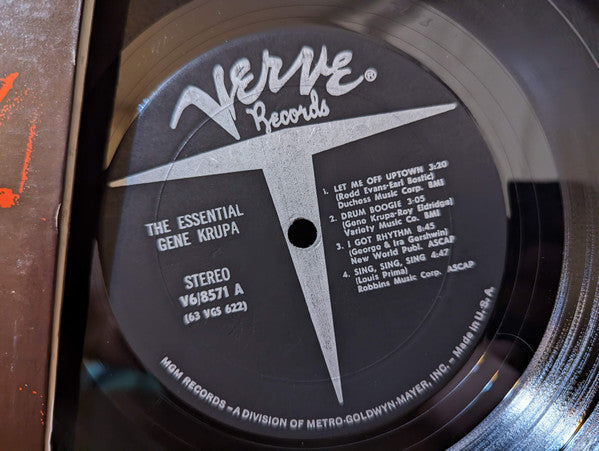 VERVE®
Records
THE ESSENTIAL
GENE KRUPA
STEREO
V6/8571 A
(63 VGS 622)
1. LET ME OFF UPTOWN 3:20
(Redd Evans-Earl Bostic)
Duchess Music Corp. BMI
2. DRUM BOOGIE 3:05
(Gene Krupa-Roy Eldridge)
Variety Music Co. BMI
3. I GOT RHYTHM 8:45
(George & Ira Gershwin)
New World Publ. ASCAP
4. SING, SING, SING 4:47
(Louis Prima)
Robbins Music Corp. ASCAP
MGM RECORDS – A DIVISION OF METRO-GOLDWYN-MAYER, INC. – Made in U.S.A.